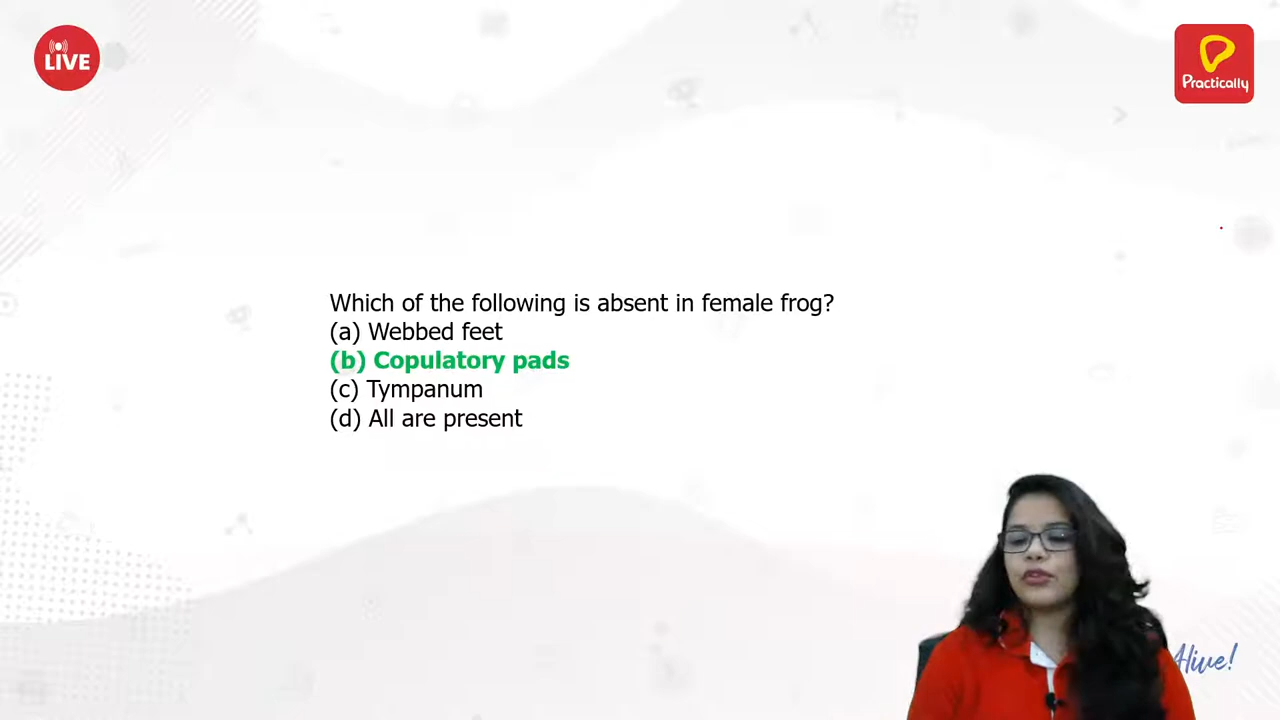 LIVE
Practically
Which of the following is absent in female frog?
(a) Webbed feet
(b) Copulatory pads
(c) Tympanum
(d) All are present
Alive!